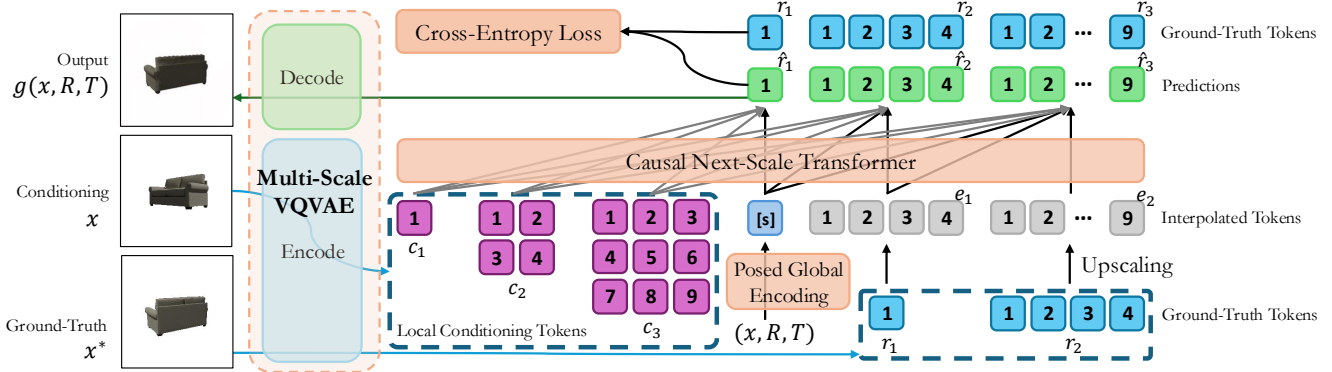 Output
g(x, R, T)
Conditioning
x
Ground-Truth
x*
Decode
Multi-Scale
VQVAE
Encode
Cross-Entropy Loss
r₁ r₂ r₃
1 1 2 3 4 1 2 ··· 9 Ground-Truth Tokens
r̂₁ r̂₂ r̂₃
1 1 2 3 4 1 2 ··· 9 Predictions
Causal Next-Scale Transformer
1
c₁
1 2
3 4
c₂
1 2 3
4 5 6
7 8 9
c₃
Local Conditioning Tokens
e₁ e₂
[s] 1 2 3 4 1 2 ··· 9 Interpolated Tokens
Posed Global
Encoding
(x, R, T)
Upscaling
1 1 2 3 4 Ground-Truth Tokens
r₁ r₂